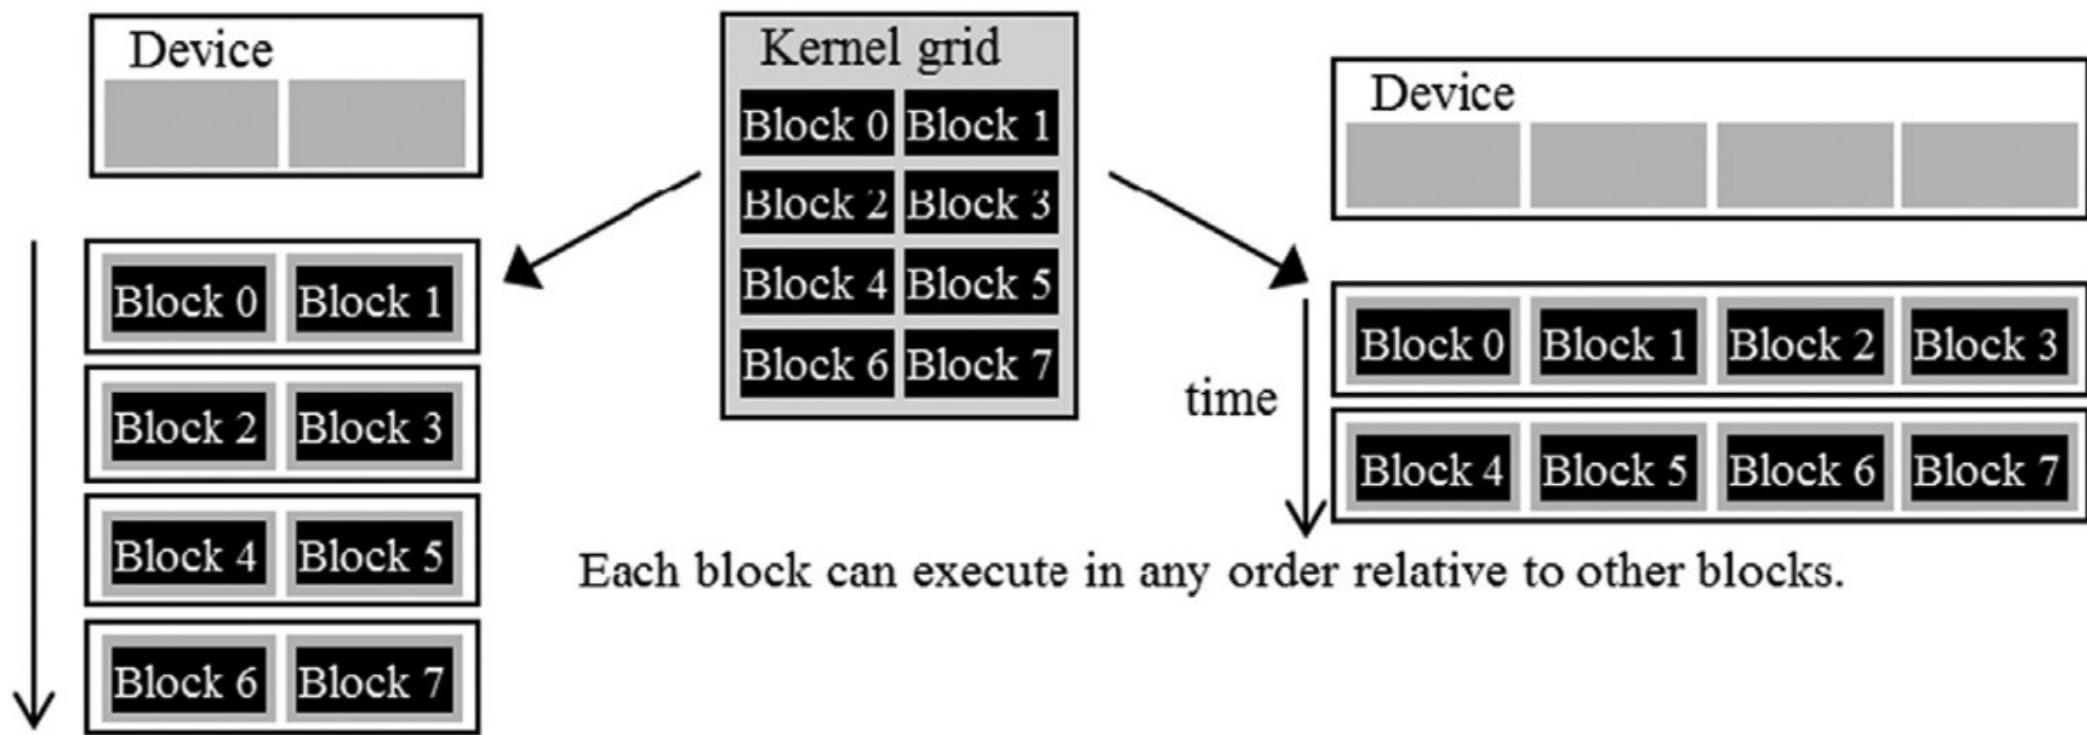 Device
Block 0 Block 1
Block 2 Block 3
Block 4 Block 5
Block 6 Block 7
Kernel grid
Block 0 Block 1
Block 2 Block 3
Block 4 Block 5
Block 6 Block 7
Device
time
Block 0 Block 1 Block 2 Block 3
Block 4 Block 5 Block 6 Block 7
Each block can execute in any order relative to other blocks.